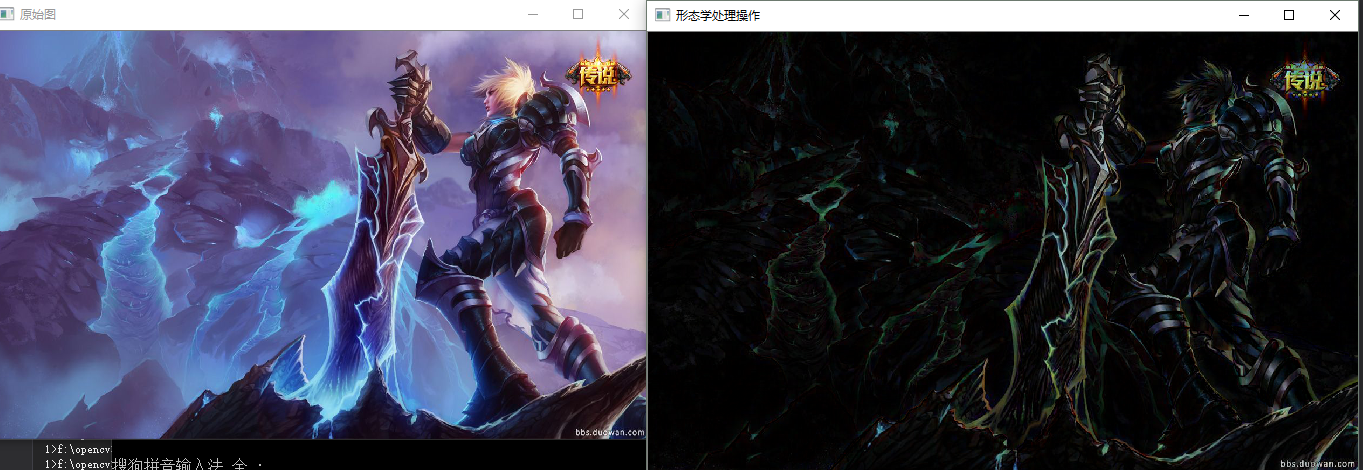 原始图
形态学处理操作
传说
传说
bbs.duowan.com
bbs.duowan.com
1>f:\opencv
1>f:\opencv搜狗拼音输入法 全 :